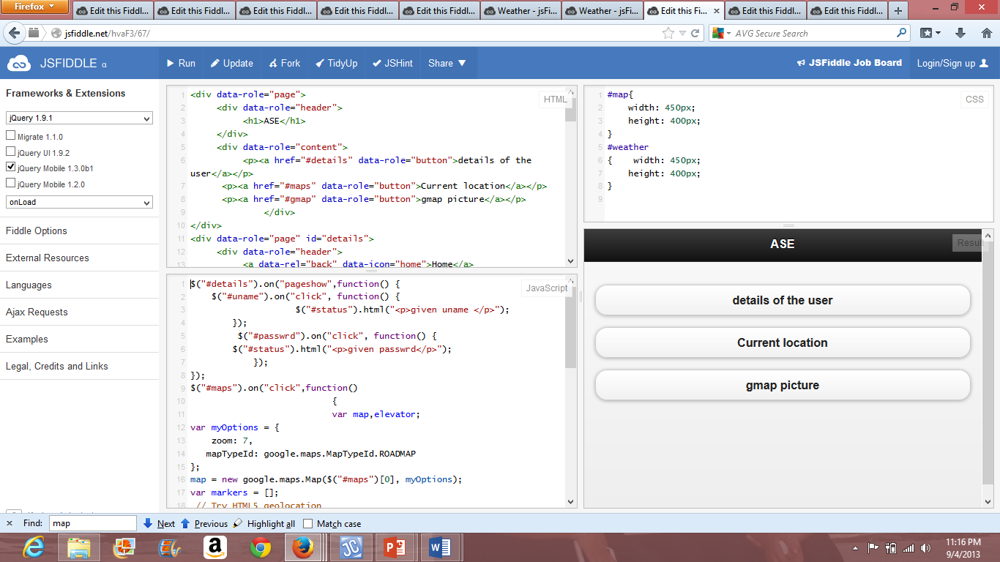 Firefox
Edit this Fiddl...
Edit this Fiddl...
Edit this Fiddl...
Edit this Fiddl...
Edit this Fiddl...
Weather - jsFi...
Weather - jsFi...
Edit this Fi...
Edit this Fiddl...
Edit this Fiddl...
jsfiddle.net/hvaF3/67/
AVG Secure Search
JSFIDDLE α
Run
Update
Fork
TidyUp
JSHint
Share
JSFiddle Job Board
Login/Sign up
Frameworks & Extensions
jQuery 1.9.1
Migrate 1.1.0
jQuery UI 1.9.2
jQuery Mobile 1.3.0b1
jQuery Mobile 1.2.0
onLoad
Fiddle Options
External Resources
Languages
Ajax Requests
Examples
Legal, Credits and Links
HTML
1 <div data-role="page">
2 <div data-role="header">
3 <h1>ASE</h1>
4 </div>
5 <div data-role="content">
6 <p><a href="#details" data-role="button">details of the
user</a></p>
7 <p><a href="#maps" data-role="button">Current location</a></p>
8 <p><a href="#gmap" data-role="button">gmap picture</a></p>
9 </div>
10 </div>
11 <div data-role="page" id="details">
12 <div data-role="header">
13 <a data-rel="back" data-icon="home">Home</a>
JavaScript
1 $("#details").on("pageshow",function() {
2 $("#uname").on("click", function() {
3 $("#status").html("<p>given uname </p>");
4 });
5 $("#passwrd").on("click", function() {
6 $("#status").html("<p>given passwrd</p>");
7 });
8 });
9 $("#maps").on("click",function()
10 {
11 var map,elevator;
12 var myOptions = {
13 zoom: 7,
14 mapTypeId: google.maps.MapTypeId.ROADMAP
15 };
16 map = new google.maps.Map($("#maps")[0], myOptions);
17 var markers = [];
18 // Try HTML5 geolocation
CSS
1 #map{
2 width: 450px;
3 height: 400px;
4 }
5 #weather
6 { width: 450px;
7 height: 400px;
8 }
9
ASE
Result
details of the user
Current location
gmap picture
Find:
map
Next
Previous
Highlight all
Match case
11:16 PM
9/4/2013